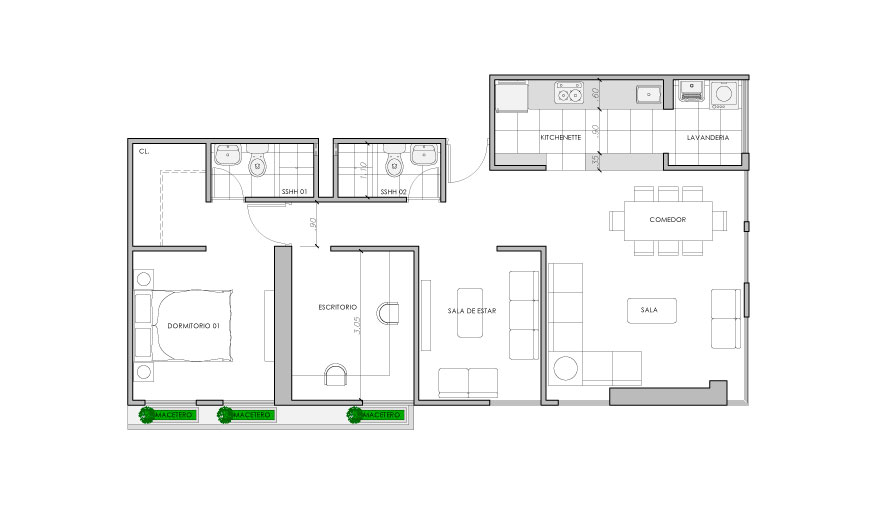 .60
KITCHENETTE
.90
LAVANDERIA
CL.
.35
1.10
SSHH 01
SSHH 02
.90
COMEDOR
ESCRITORIO
SALA DE ESTAR
SALA
DORMITORIO 01
3.05
MACETERO
MACETERO
MACETERO